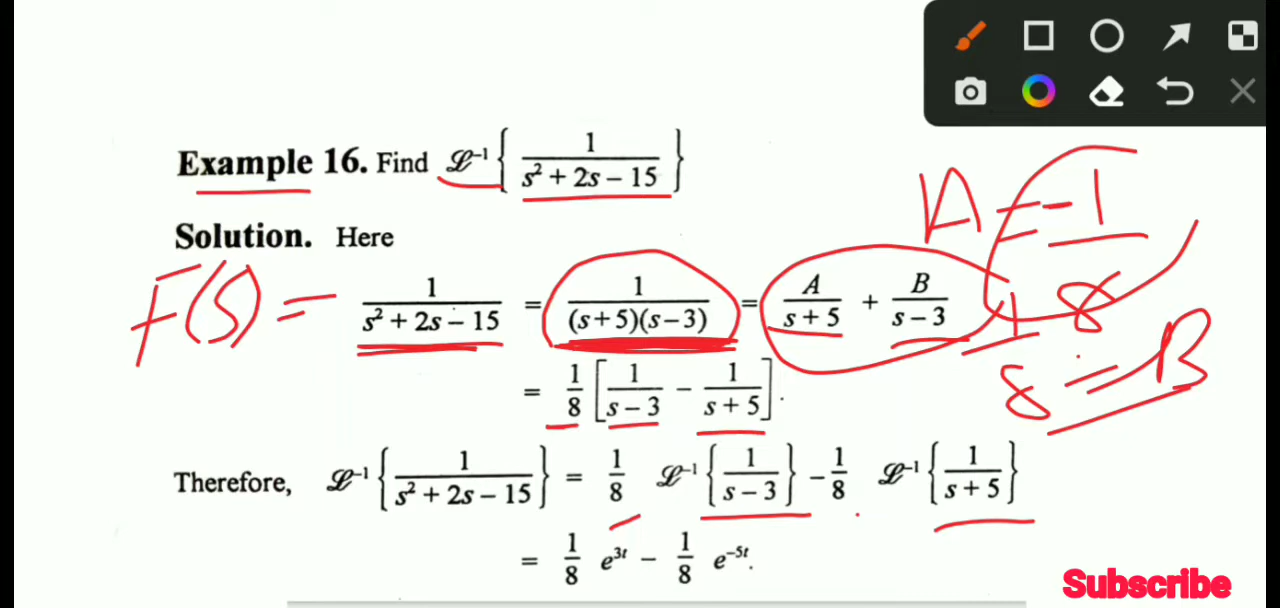 Example 16. Find ℒ⁻¹ { 1 / (s² + 2s − 15) }
Solution. Here
F(S) = 1 / (s² + 2s − 15) = 1 / ((s+5)(s−3)) = A / (s+5) + B / (s−3)
= 1/8 [ 1 / (s−3) − 1 / (s+5) ].
Therefore, ℒ⁻¹ { 1 / (s² + 2s − 15) } = 1/8 ℒ⁻¹ { 1 / (s−3) } − 1/8 ℒ⁻¹ { 1 / (s+5) }
= 1/8 e^{3t} − 1/8 e^{−5t}.
A = −1 / 8
1 / 8 = B
Subscribe